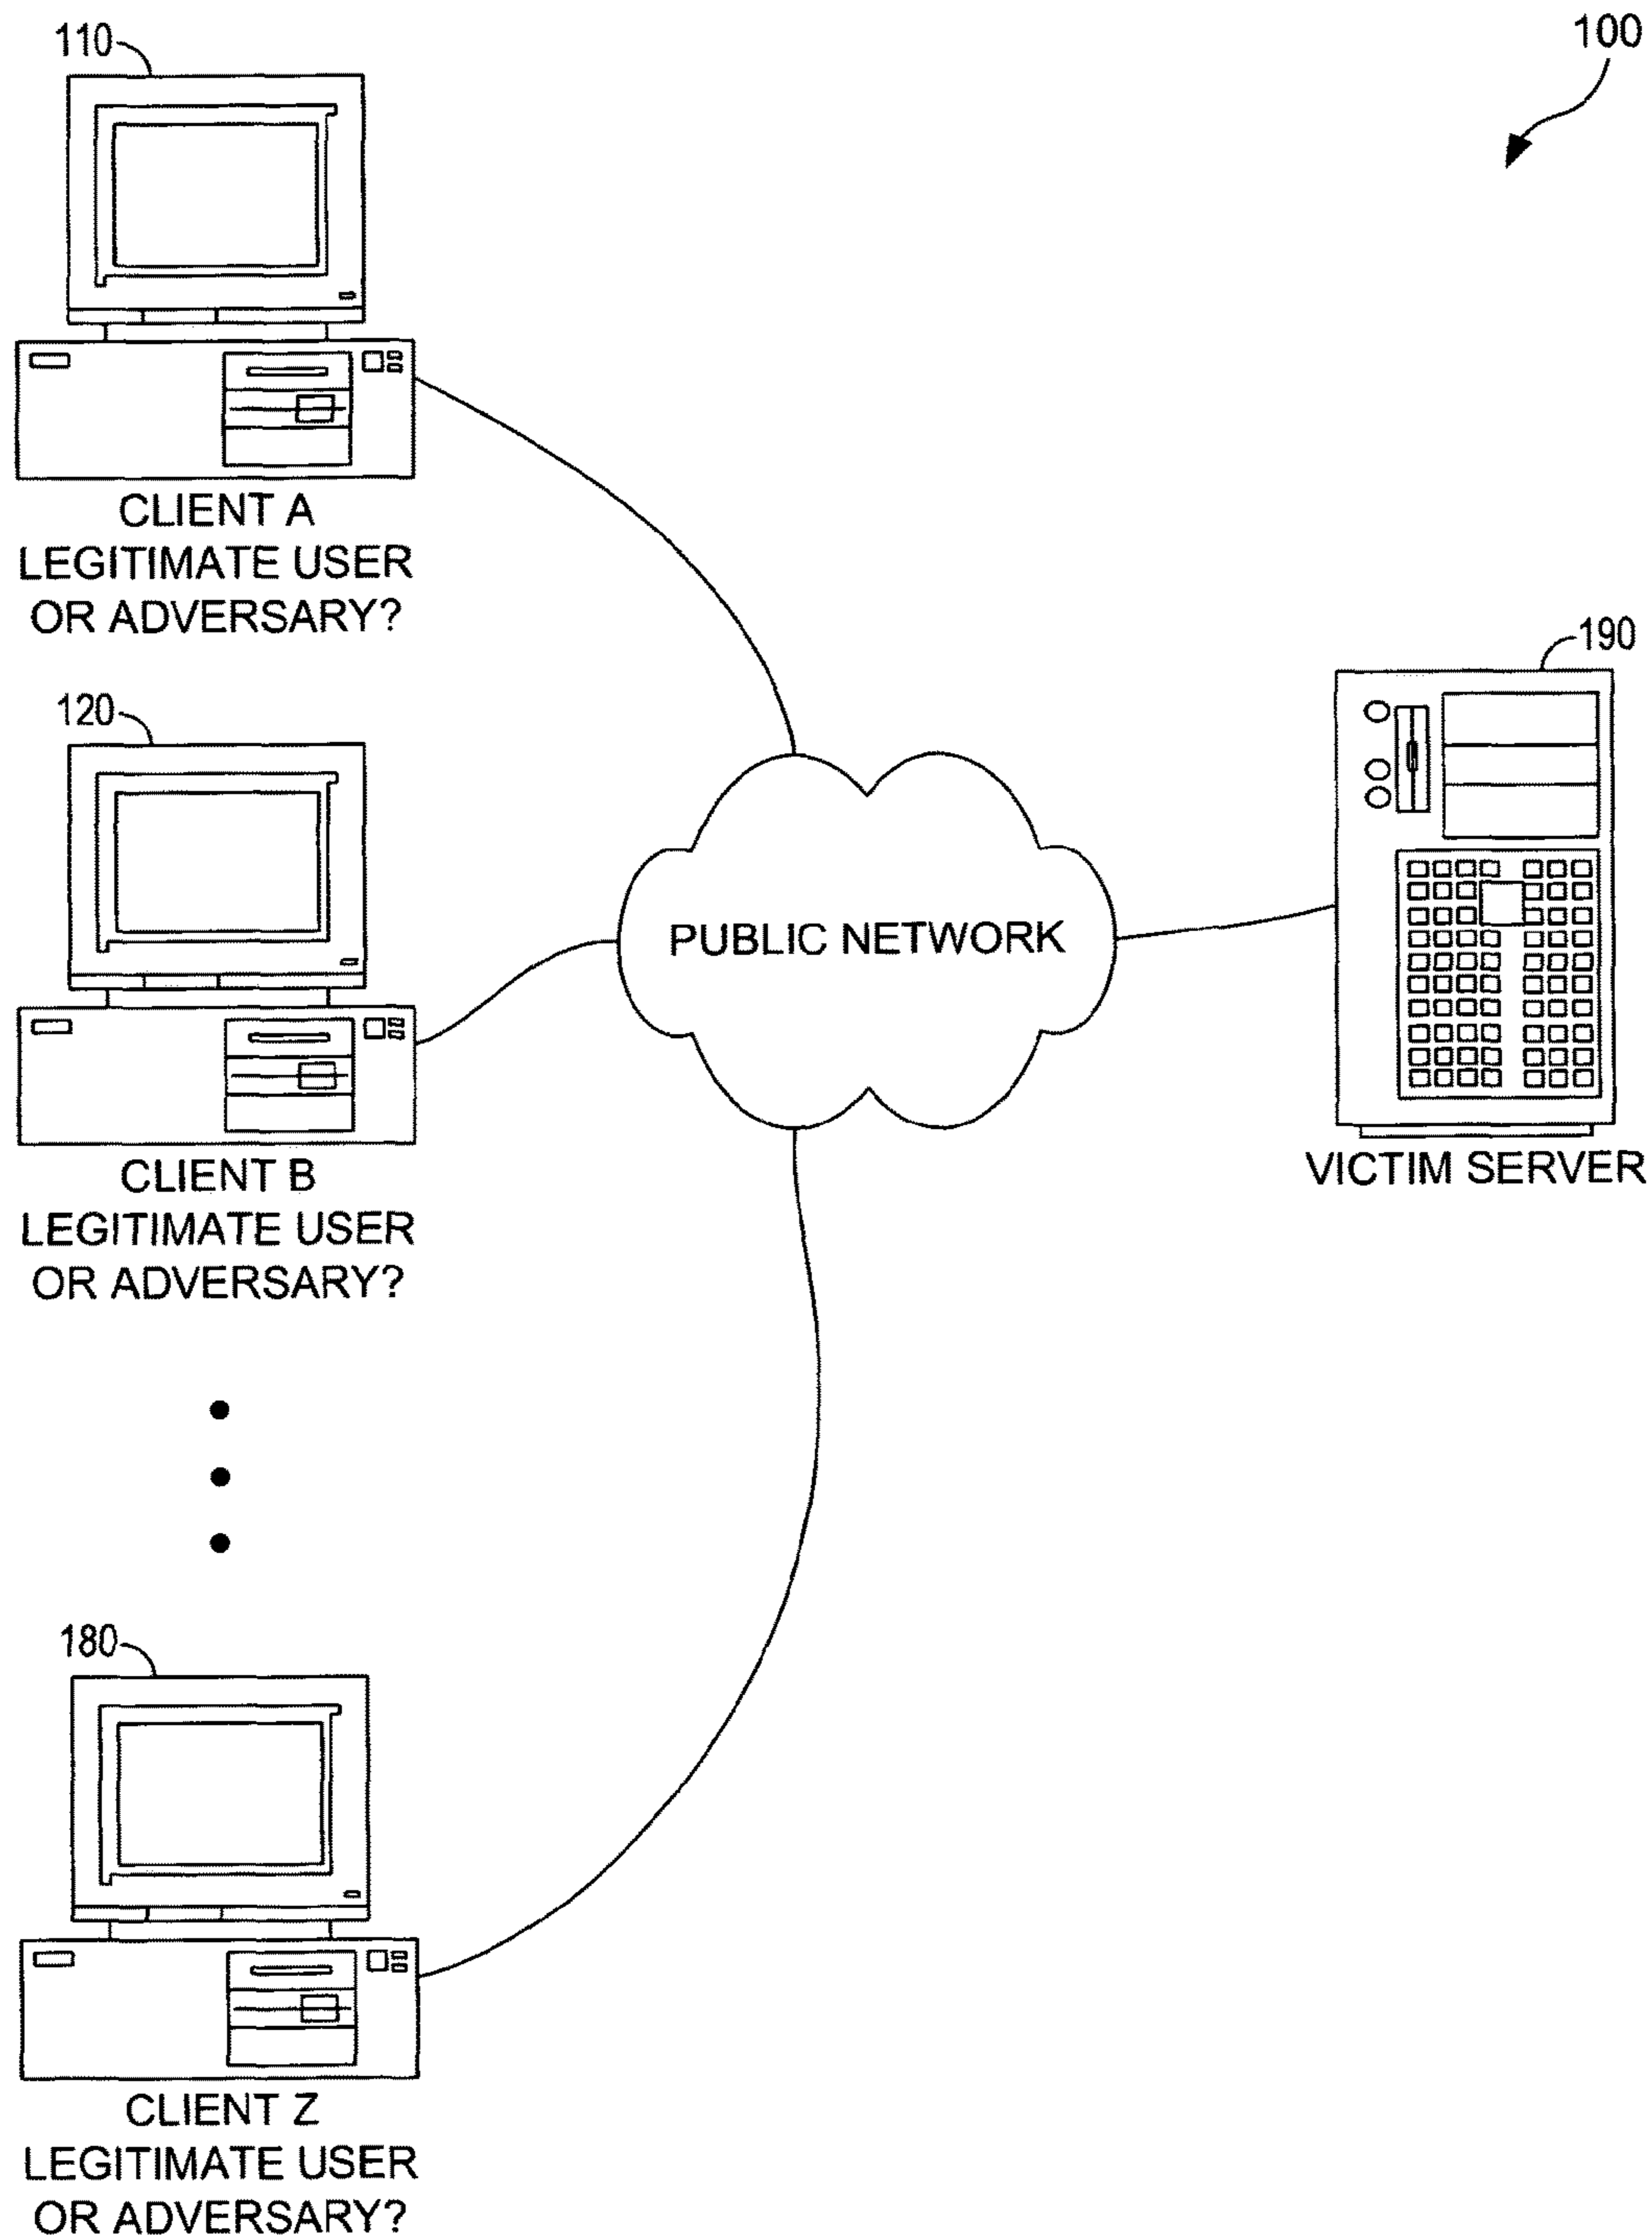 110
100
CLIENT A
LEGITIMATE USER
OR ADVERSARY?
190
120
PUBLIC NETWORK
CLIENT B
LEGITIMATE USER
OR ADVERSARY?
VICTIM SERVER
180
CLIENT Z
LEGITIMATE USER
OR ADVERSARY?